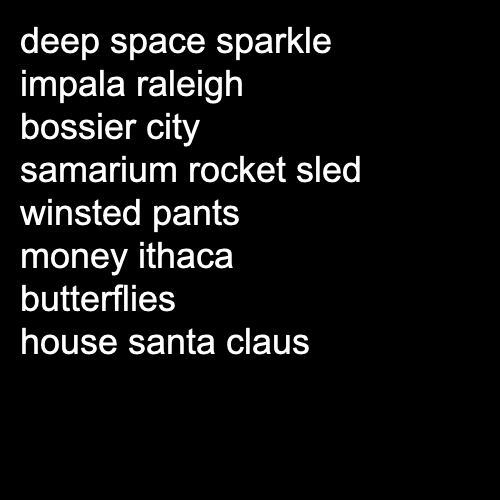 deep space sparkle
impala raleigh
bossier city
samarium rocket sled
winsted pants
money ithaca
butterflies
house santa claus